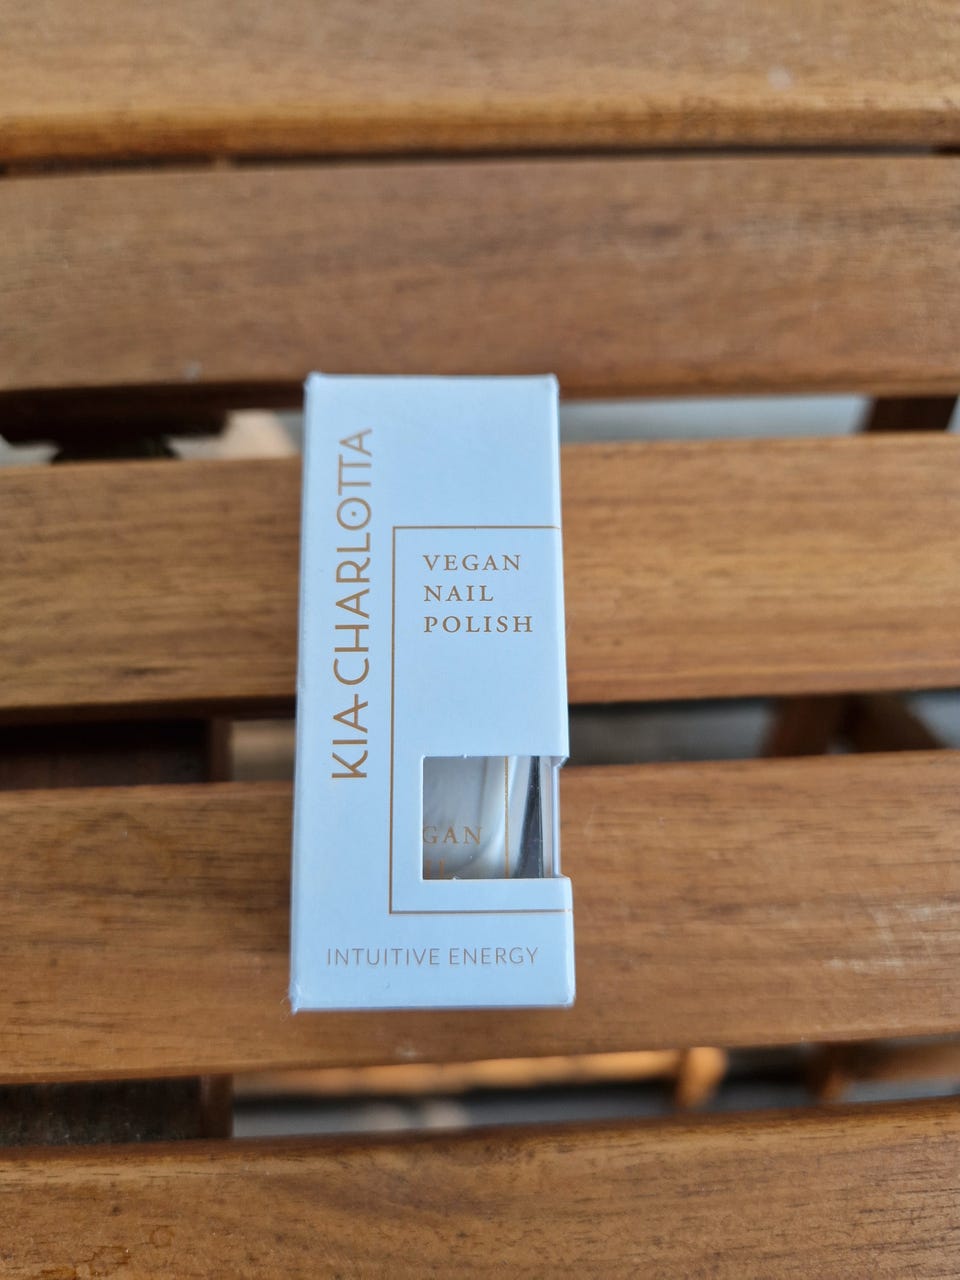 KIA-CHARLOTTA
VEGAN
NAIL
POLISH
GAN
INTUITIVE ENERGY